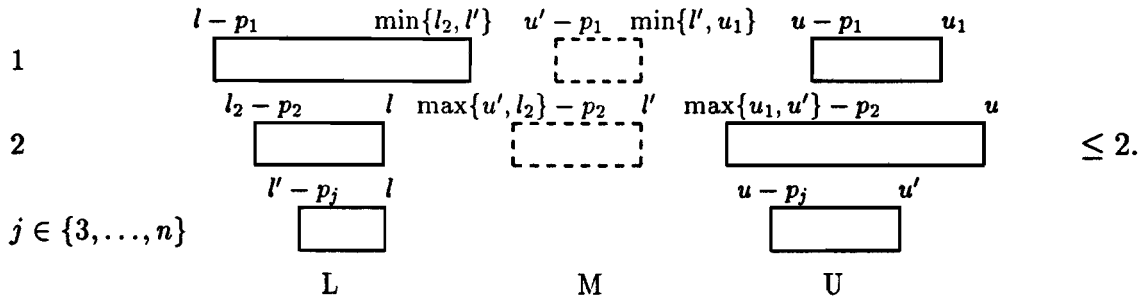 l − p₁ min{l₂, l′} u′ − p₁ min{l′, u₁} u − p₁ u₁
1
l₂ − p₂ l max{u′, l₂} − p₂ l′ max{u₁, u′} − p₂ u
2 ≤ 2.
l′ − pⱼ l u − pⱼ u′
j ∈ {3, …, n}
L M U